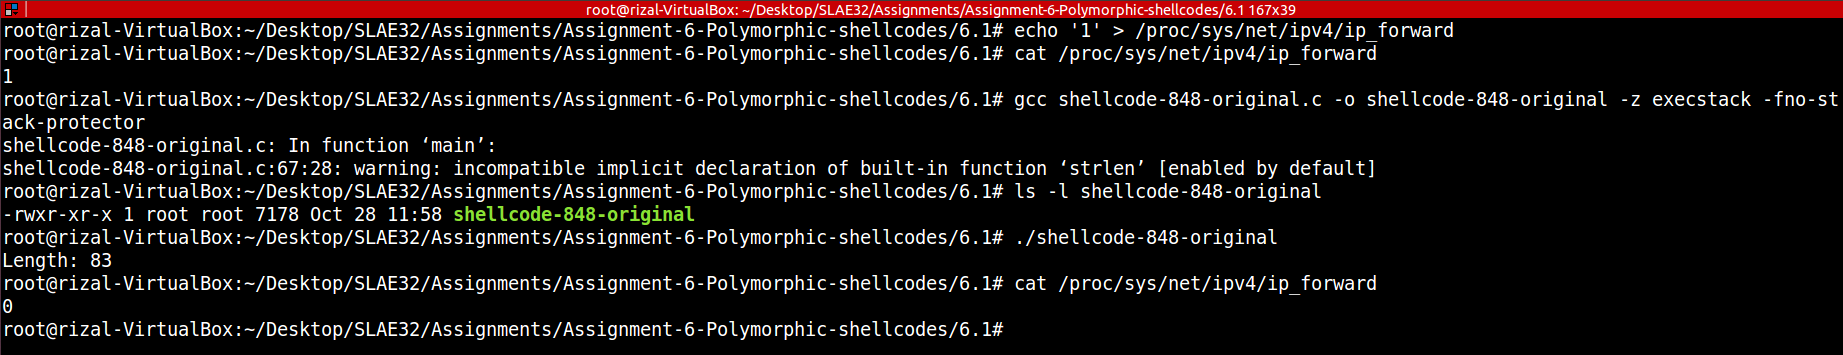 root@rizal-VirtualBox: ~/Desktop/SLAE32/Assignments/Assignment-6-Polymorphic-shellcodes/6.1 167x39
root@rizal-VirtualBox:~/Desktop/SLAE32/Assignments/Assignment-6-Polymorphic-shellcodes/6.1# echo '1' > /proc/sys/net/ipv4/ip_forward
root@rizal-VirtualBox:~/Desktop/SLAE32/Assignments/Assignment-6-Polymorphic-shellcodes/6.1# cat /proc/sys/net/ipv4/ip_forward
1
root@rizal-VirtualBox:~/Desktop/SLAE32/Assignments/Assignment-6-Polymorphic-shellcodes/6.1# gcc shellcode-848-original.c -o shellcode-848-original -z execstack -fno-st
ack-protector
shellcode-848-original.c: In function ‘main’:
shellcode-848-original.c:67:28: warning: incompatible implicit declaration of built-in function ‘strlen’ [enabled by default]
root@rizal-VirtualBox:~/Desktop/SLAE32/Assignments/Assignment-6-Polymorphic-shellcodes/6.1# ls -l shellcode-848-original
-rwxr-xr-x 1 root root 7178 Oct 28 11:58 shellcode-848-original
root@rizal-VirtualBox:~/Desktop/SLAE32/Assignments/Assignment-6-Polymorphic-shellcodes/6.1# ./shellcode-848-original
Length: 83
root@rizal-VirtualBox:~/Desktop/SLAE32/Assignments/Assignment-6-Polymorphic-shellcodes/6.1# cat /proc/sys/net/ipv4/ip_forward
0
root@rizal-VirtualBox:~/Desktop/SLAE32/Assignments/Assignment-6-Polymorphic-shellcodes/6.1#